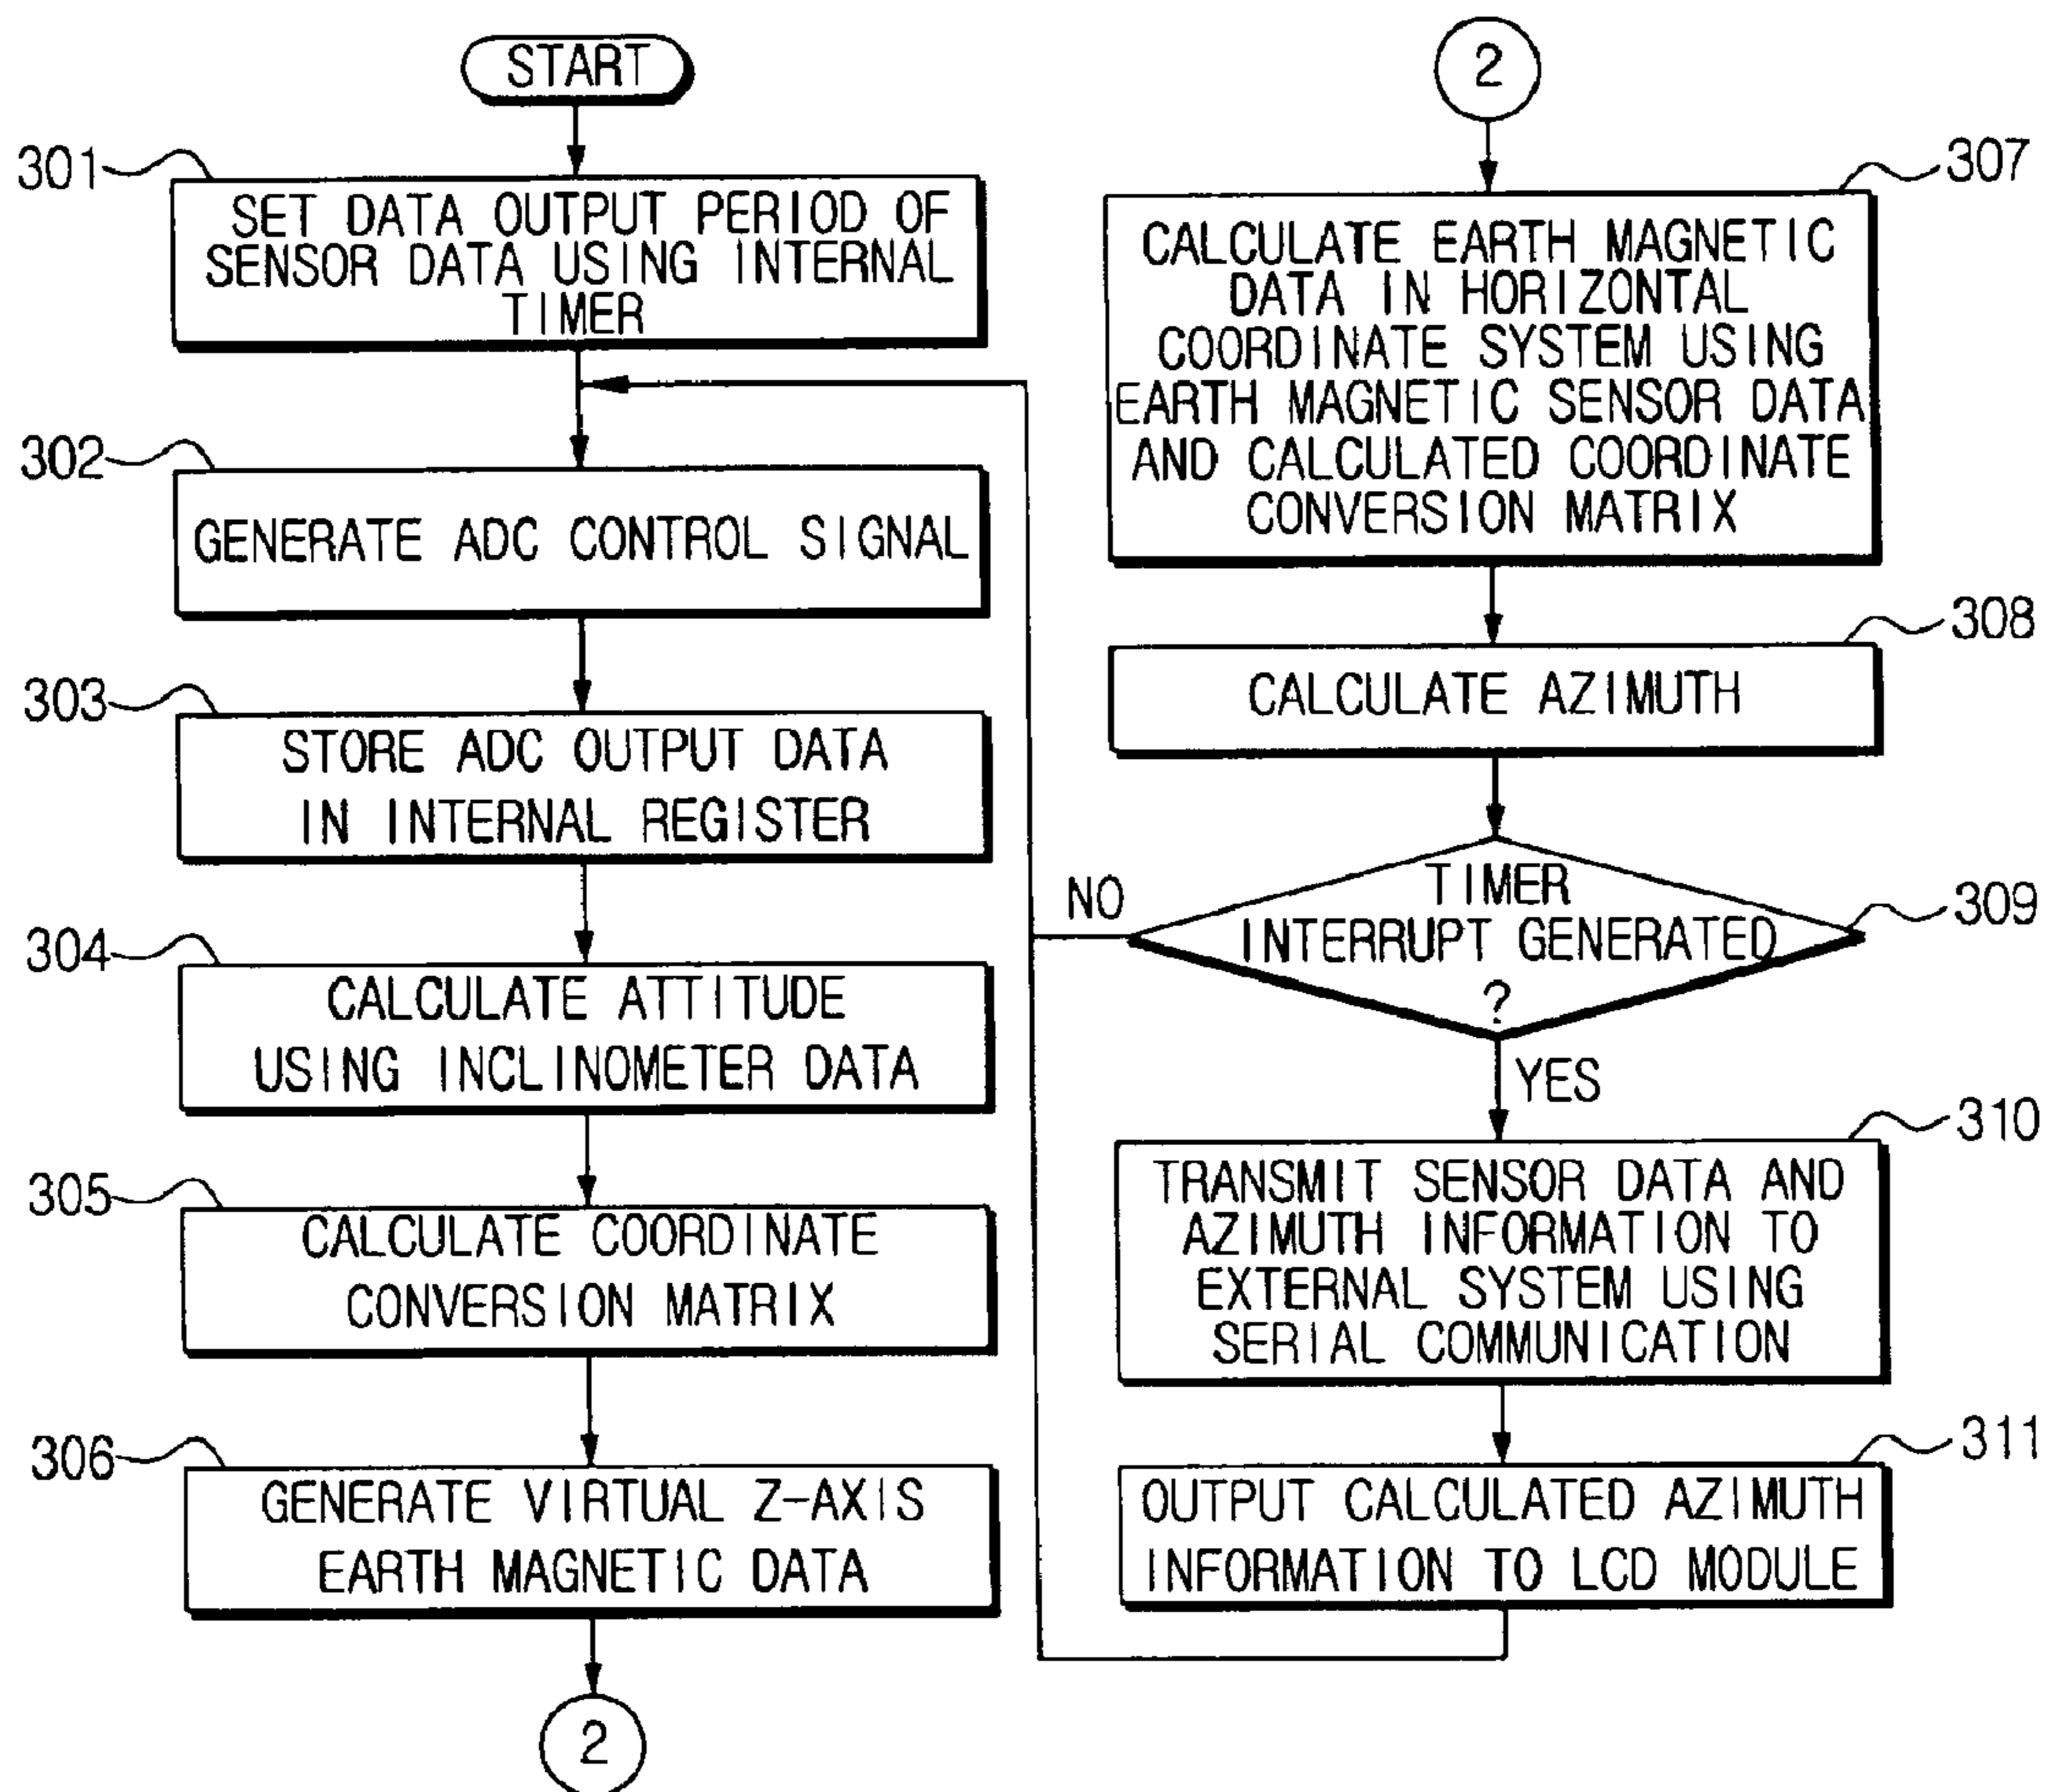 START
301
SET DATA OUTPUT PERIOD OF
SENSOR DATA USING INTERNAL
TIMER
302
GENERATE ADC CONTROL SIGNAL
303
STORE ADC OUTPUT DATA
IN INTERNAL REGISTER
304
CALCULATE ATTITUDE
USING INCLINOMETER DATA
305
CALCULATE COORDINATE
CONVERSION MATRIX
306
GENERATE VIRTUAL Z-AXIS
EARTH MAGNETIC DATA
2
2
307
CALCULATE EARTH MAGNETIC
DATA IN HORIZONTAL
COORDINATE SYSTEM USING
EARTH MAGNETIC SENSOR DATA
AND CALCULATED COORDINATE
CONVERSION MATRIX
308
CALCULATE AZIMUTH
309
TIMER
INTERRUPT GENERATED
?
NO
YES
310
TRANSMIT SENSOR DATA AND
AZIMUTH INFORMATION TO
EXTERNAL SYSTEM USING
SERIAL COMMUNICATION
311
OUTPUT CALCULATED AZIMUTH
INFORMATION TO LCD MODULE